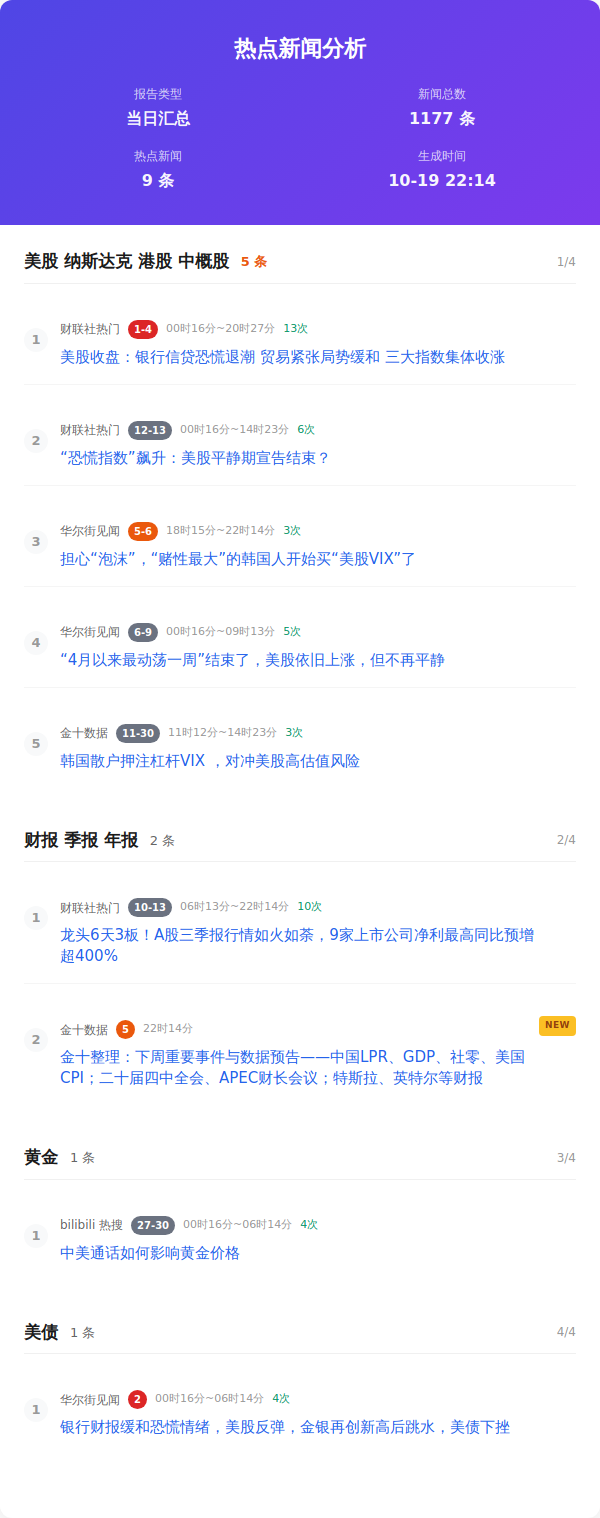 热点新闻分析
报告类型
新闻总数
当日汇总
1177 条
热点新闻
生成时间
9 条
10-19 22:14
美股 纳斯达克 港股 中概股 5 条 1/4
1 财联社热门 1-4 00时16分~20时27分 13次
美股收盘：银行信贷恐慌退潮 贸易紧张局势缓和 三大指数集体收涨
2 财联社热门 12-13 00时16分~14时23分 6次
“恐慌指数”飙升：美股平静期宣告结束？
3 华尔街见闻 5-6 18时15分~22时14分 3次
担心“泡沫”，“赌性最大”的韩国人开始买“美股VIX”了
4 华尔街见闻 6-9 00时16分~09时13分 5次
“4月以来最动荡一周”结束了，美股依旧上涨，但不再平静
5 金十数据 11-30 11时12分~14时23分 3次
韩国散户押注杠杆VIX ，对冲美股高估值风险
财报 季报 年报 2 条 2/4
1 财联社热门 10-13 06时13分~22时14分 10次
龙头6天3板！A股三季报行情如火如荼，9家上市公司净利最高同比预增
超400%
2 金十数据 5 22时14分 NEW
金十整理：下周重要事件与数据预告——中国LPR、GDP、社零、美国
CPI；二十届四中全会、APEC财长会议；特斯拉、英特尔等财报
黄金 1 条 3/4
1 bilibili 热搜 27-30 00时16分~06时14分 4次
中美通话如何影响黄金价格
美债 1 条 4/4
1 华尔街见闻 2 00时16分~06时14分 4次
银行财报缓和恐慌情绪，美股反弹，金银再创新高后跳水，美债下挫